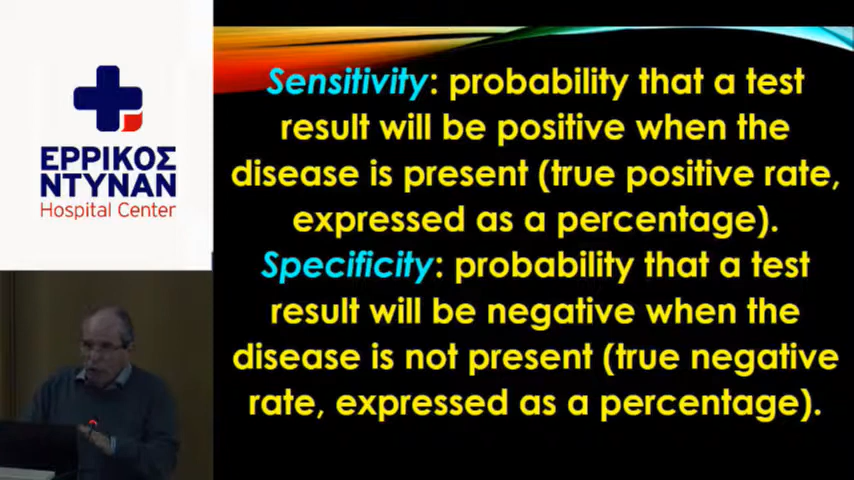 ΕΡΡΙΚΟΣ
ΝΤΥΝΑΝ
Hospital Center
Sensitivity: probability that a test
result will be positive when the
disease is present (true positive rate,
expressed as a percentage).
Specificity: probability that a test
result will be negative when the
disease is not present (true negative
rate, expressed as a percentage).